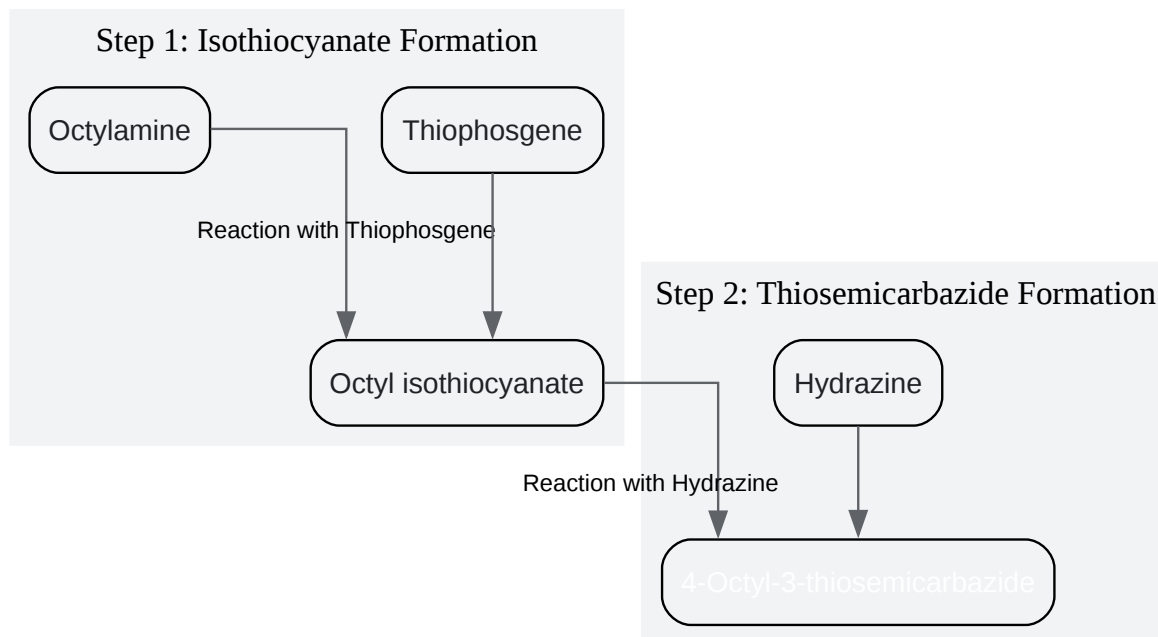 Step 1: Isothiocyanate Formation
Octylamine
Thiophosgene
Reaction with Thiophosgene
Step 2: Thiosemicarbazide Formation
Octyl isothiocyanate
Hydrazine
Reaction with Hydrazine
4-Octyl-3-thiosemicarbazide